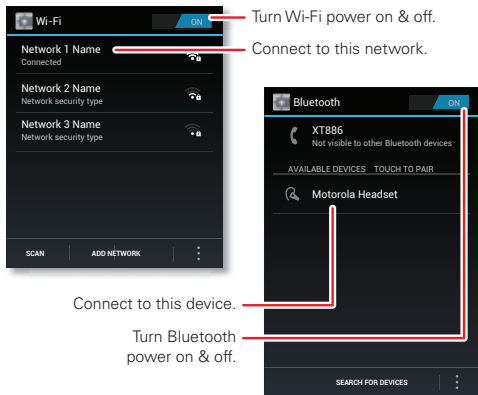 Wi-Fi
ON
Turn Wi-Fi power on & off.
Network 1 Name
Connected
Connect to this network.
Network 2 Name
Network security type
Network 3 Name
Network security type
SCAN
ADD NETWORK
Bluetooth
ON
XT886
Not visible to other Bluetooth devices
AVAILABLE DEVICES TOUCH TO PAIR
Motorola Headset
Connect to this device.
Turn Bluetooth
power on & off.
SEARCH FOR DEVICES